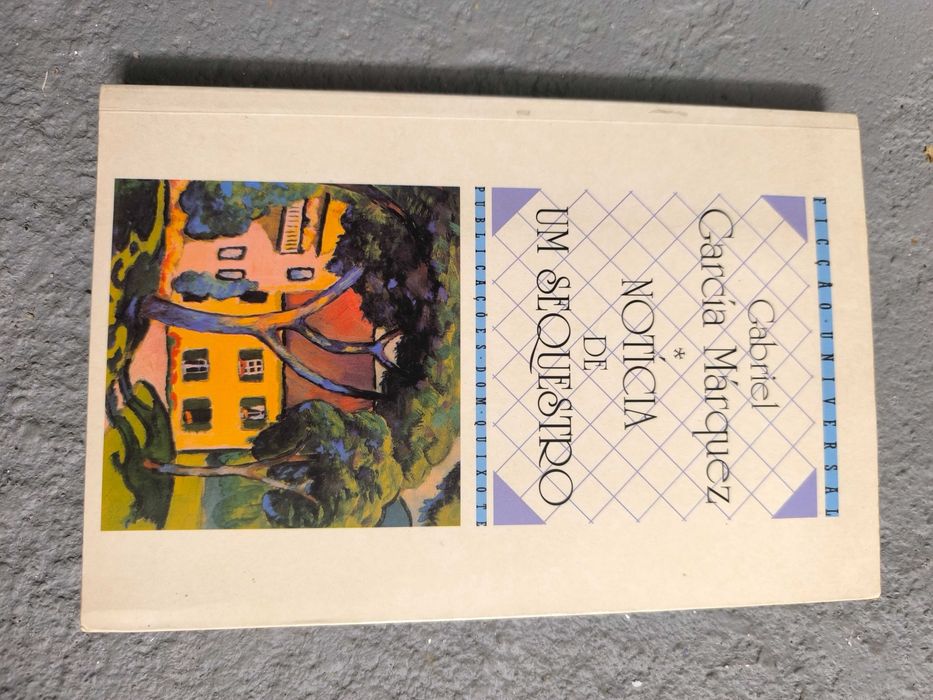 FICÇÃO·UNIVERSAL
Gabriel
García Márquez
*
NOTÍCIA
DE
UM SEQUESTRO
PUBLICAÇÕES·DOM·QUIXOTE